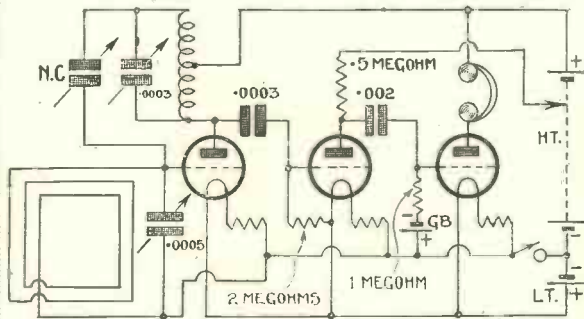 N.C
.0003
.0003
.5 MEGOHM
.002
+
HT.
-
.0005
2 MEGOHMS
1 MEGOHM
-
GB
+
-
LT.
+